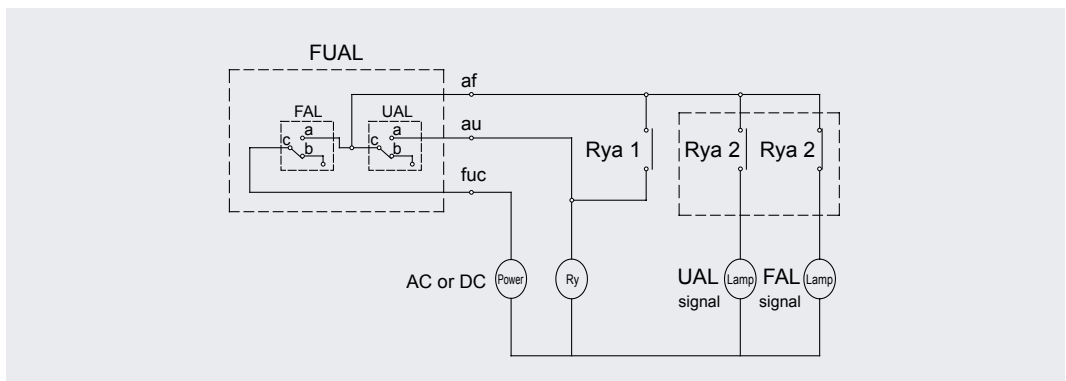 FUAL
af
FAL
UAL
a
c
b
a
c
b
au
fuc
Rya 1
Rya 2
Rya 2
AC or DC
Power
Ry
UAL
signal
Lamp
FAL
signal
Lamp